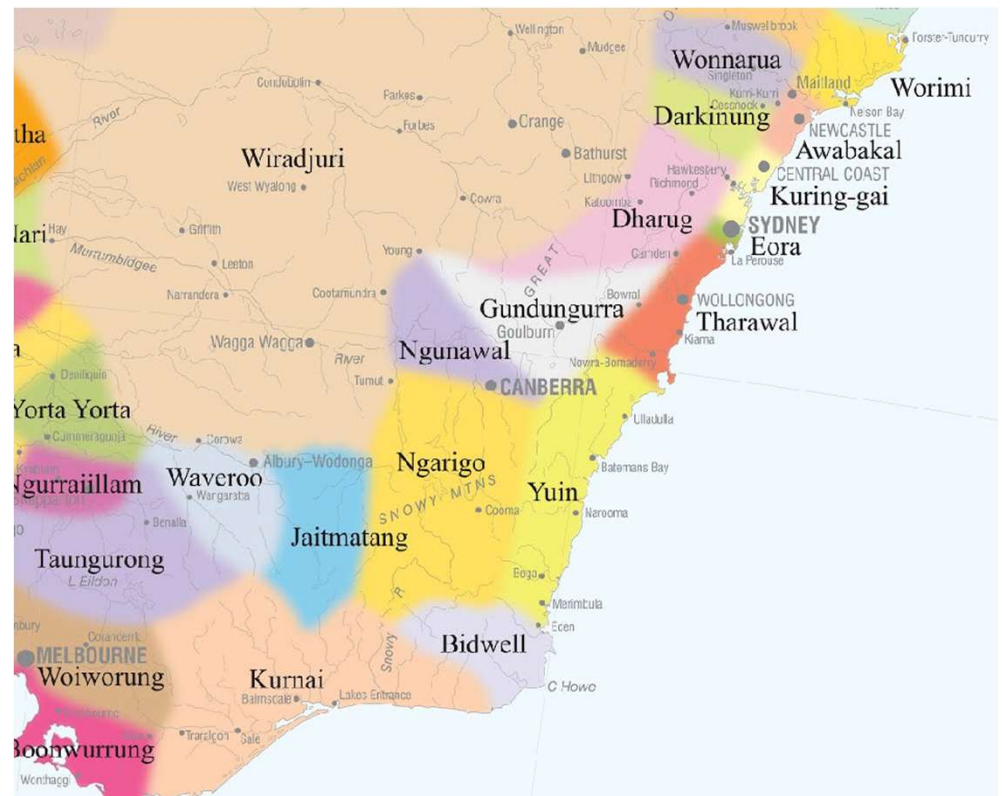 Wellington
Muswelbrook
Forster-Tuncurry
Mudgee
Wonnarua
Singleton
Condobolin
Maitland
Worimi
Parkes
Kurri-Kurri
Cessnock
Nelson Bay
River
Darkinung
Forbes
Orange
NEWCASTLE
tha
Awabakal
Wiradjuri
Bathurst
CENTRAL COAST
Lithgow
Hawkesbury
Richmond
West Wyalong
Kuring-gai
Cowra
Katoomba
Dharug
SYDNEY
Nari
Hay
Griffith
Eora
Murrumbidgee
Young
Camden
La Perouse
Leeton
GREAT
Narrandera
Cootamundra
Bowral
WOLLONGONG
Gundungurra
Goulburn
Tharawal
Kiama
Wagga Wagga
Ngunawal
a
River
Nowra-Bomaderry
Deniliquin
Tumut
CANBERRA
Yorta Yorta
Ulladulla
Cummeragunja
River
Corowa
Albury–Wodonga
Ngarigo
Batemans Bay
Waveroo
Ngurraiillam
Wangaratta
Yuin
SNOWY MTNS
Cooma
Narooma
Benalla
Jaitmatang
Taungurong
L Eildon
Bega
Merimbula
Snowy R
Eden
Coranderrk
Bidwell
MELBOURNE
Woiworung
Kurnai
C Howe
Bairnsdale
Lakes Entrance
Boonwurrung
Traralgon
Sale
Wonthaggi